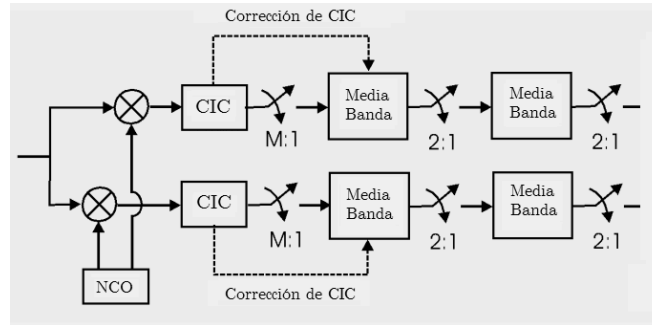 Corrección de CIC
CIC
M:1
Media
Banda
2:1
Media
Banda
2:1
CIC
M:1
Media
Banda
2:1
Media
Banda
2:1
NCO
Corrección de CIC